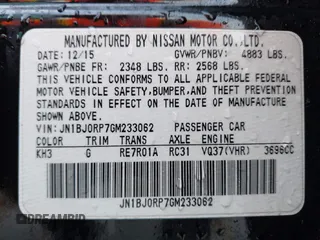 MANUFACTURED BY NISSAN MOTOR CO.,LTD.
DATE: 12/15 GVWR/PNBV: 4883 LBS.
GAWR/PNBE FR: 2348 LBS. RR: 2568 LBS.
THIS CAR CONFORMS TO ALL APPLICABLE FEDERAL
MOTOR VEHICLE SAFETY,BUMPER,AND THEFT
PREVENTION STANDARDS IN EFFECT ON THE
DATE OF MANUFACTURE SHOWN ABOVE.
VIN: JN1BJ0RP7GM233062 PASSENGER CAR
COLOR TRIM TRANS AXLE ENGINE
KH3 G RE7R01A RC31 VQ37(VHR) 3696CC
JN1BJ0RP7GM233062
DREAMBID